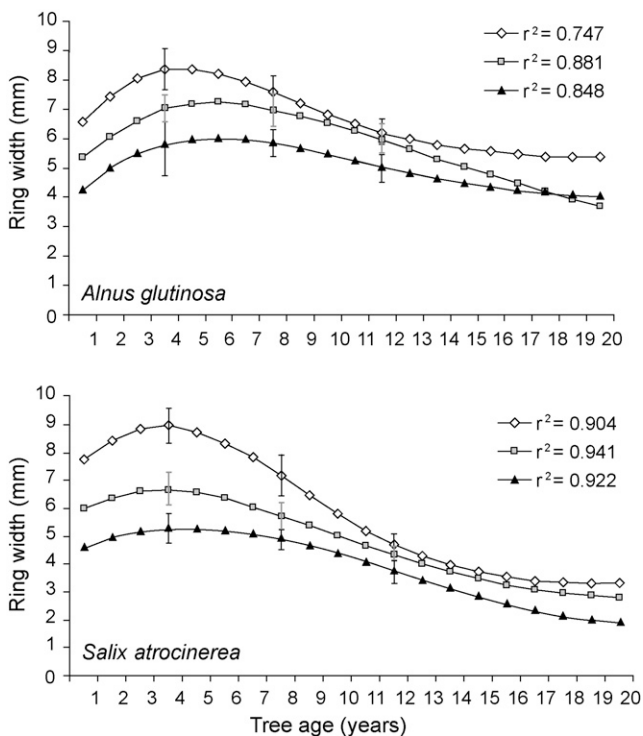 10
9
8
7
6
5
4
3
2
1
0
Ring width (mm)
r² = 0.747
r² = 0.881
r² = 0.848
Alnus glutinosa
1 2 3 4 5 6 7 8 9 10 11 12 13 14 15 16 17 18 19 20
10
9
8
7
6
5
4
3
2
1
0
Ring width (mm)
r² = 0.904
r² = 0.941
r² = 0.922
Salix atrocinerea
1 2 3 4 5 6 7 8 9 10 11 12 13 14 15 16 17 18 19 20
Tree age (years)